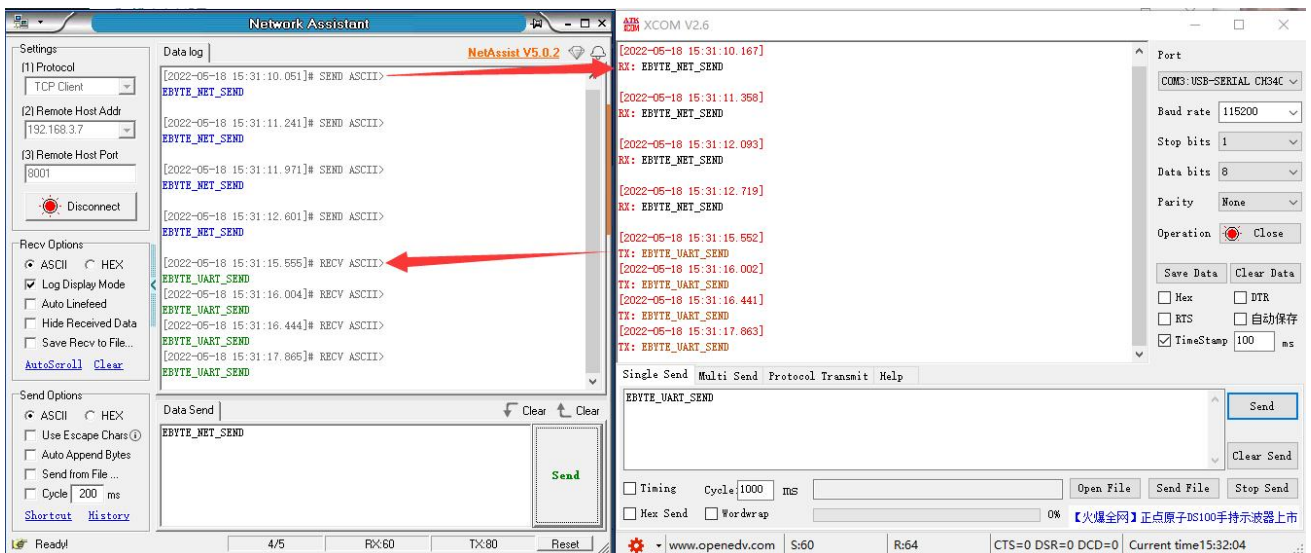 Network Assistant
Settings
(1) Protocol
TCP Client
(2) Remote Host Addr
192.168.3.7
(3) Remote Host Port
8001
Disconnect
Recv Options
ASCII HEX
Log Display Mode
Auto Linefeed
Hide Received Data
Save Recv to File...
AutoScroll Clear
Send Options
ASCII HEX
Use Escape Chars
Auto Append Bytes
Send from File ...
Cycle 200 ms
Shortcut History
Data log
NetAssist V5.0.2
[2022-05-18 15:31:10.051]# SEND ASCII>
EBYTE_NET_SEND
[2022-05-18 15:31:11.241]# SEND ASCII>
EBYTE_NET_SEND
[2022-05-18 15:31:11.971]# SEND ASCII>
EBYTE_NET_SEND
[2022-05-18 15:31:12.601]# SEND ASCII>
EBYTE_NET_SEND
[2022-05-18 15:31:15.555]# RECV ASCII>
EBYTE_UART_SEND
[2022-05-18 15:31:16.004]# RECV ASCII>
EBYTE_UART_SEND
[2022-05-18 15:31:16.444]# RECV ASCII>
EBYTE_UART_SEND
[2022-05-18 15:31:17.865]# RECV ASCII>
EBYTE_UART_SEND
Data Send
Clear Clear
EBYTE_NET_SEND
Send
Ready! 4/5 RX:60 TX:80 Reset
ATK XCOM XCOM V2.6
[2022-05-18 15:31:10.167]
RX: EBYTE_NET_SEND
[2022-05-18 15:31:11.358]
RX: EBYTE_NET_SEND
[2022-05-18 15:31:12.093]
RX: EBYTE_NET_SEND
[2022-05-18 15:31:12.719]
RX: EBYTE_NET_SEND
[2022-05-18 15:31:15.552]
TX: EBYTE_UART_SEND
[2022-05-18 15:31:16.002]
TX: EBYTE_UART_SEND
[2022-05-18 15:31:16.441]
TX: EBYTE_UART_SEND
[2022-05-18 15:31:17.863]
TX: EBYTE_UART_SEND
Port
COM3:USB-SERIAL CH34C
Baud rate 115200
Stop bits 1
Data bits 8
Parity None
Operation Close
Save Data Clear Data
Hex DTR
RTS 自动保存
TimeStamp 100 ms
Single Send Multi Send Protocol Transmit Help
EBYTE_UART_SEND
Send
Clear Send
Timing Cycle: 1000 ms Open File Send File Stop Send
Hex Send Wordwrap 0% 【火爆全网】正点原子DS100手持示波器上市
www.openedv.com S:60 R:64 CTS=0 DSR=0 DCD=0 Current time15:32:04